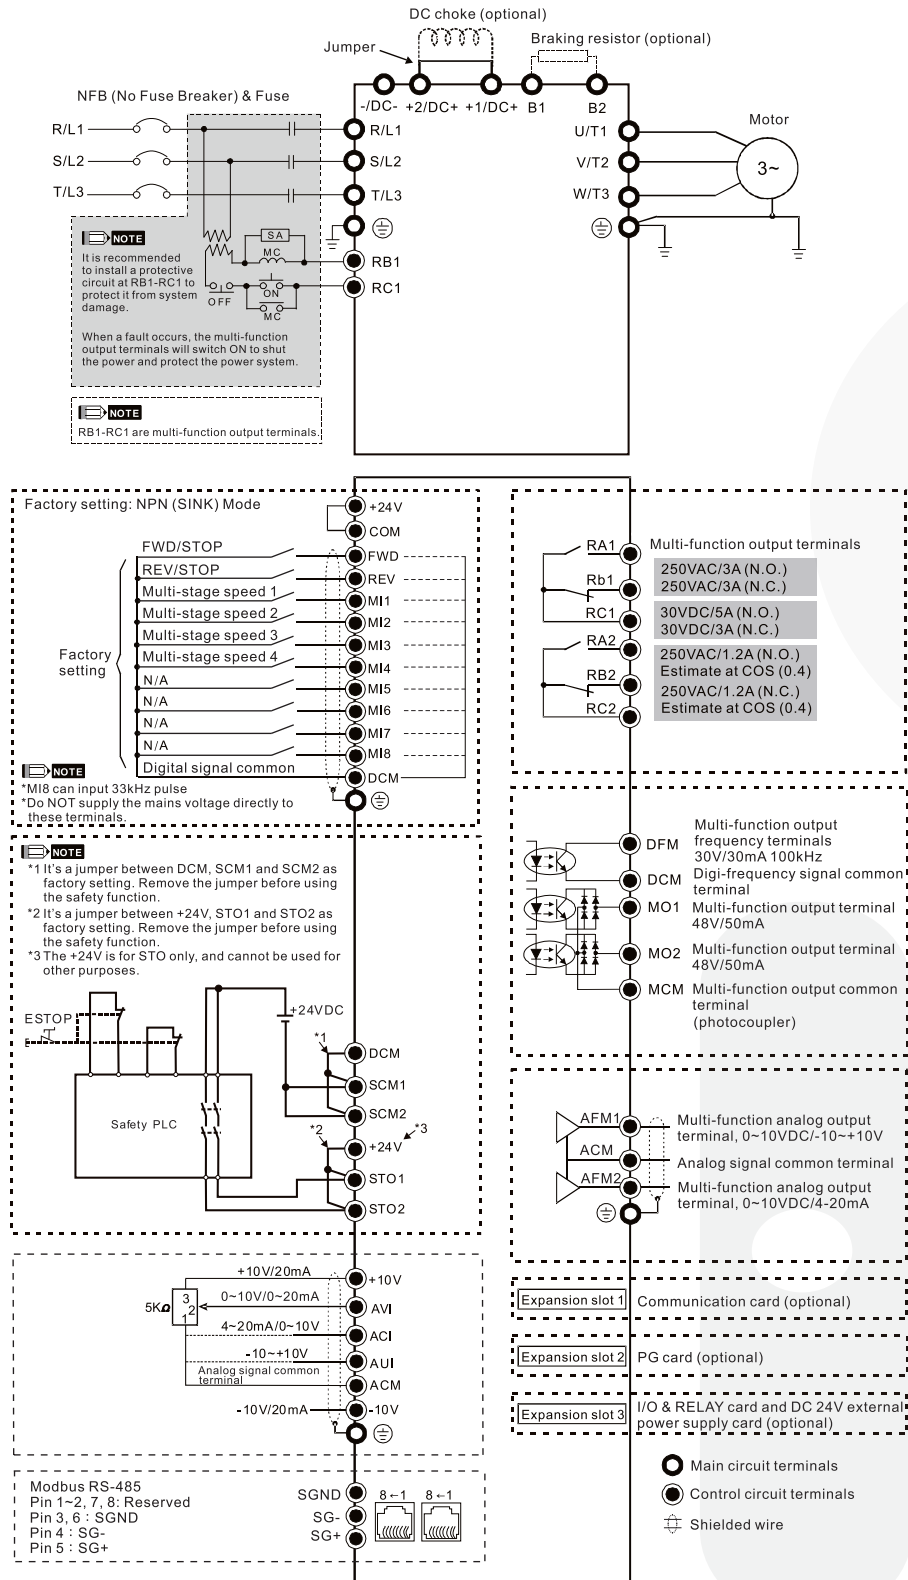 DC choke (optional)
Jumper
Braking resistor (optional)
NFB (No Fuse Breaker) & Fuse
-/DC-
+2/DC+
+1/DC+
B1
B2
Motor
R/L1
R/L1
U/T1
S/L2
S/L2
V/T2
3~
T/L3
T/L3
W/T3
NOTE
It is recommended
to install a protective
circuit at RB1-RC1 to
protect it from system
damage.
SA
MC
RB1
OFF
ON
MC
RC1
When a fault occurs, the multi-function
output terminals will switch ON to shut
the power and protect the power system.
NOTE
RB1-RC1 are multi-function output terminals.
Factory setting: NPN (SINK) Mode
+24V
COM
FWD/STOP
FWD
REV/STOP
REV
Multi-stage speed 1
MI1
Multi-stage speed 2
MI2
Multi-stage speed 3
MI3
Multi-stage speed 4
MI4
Factory
setting
N/A
MI5
N/A
MI6
N/A
MI7
N/A
MI8
Digital signal common
DCM
NOTE
*MI8 can input 33kHz pulse
*Do NOT supply the mains voltage directly to
these terminals.
RA1
Multi-function output terminals
Rb1
250VAC/3A (N.O.)
250VAC/3A (N.C.)
RC1
30VDC/5A (N.O.)
30VDC/3A (N.C.)
RA2
250VAC/1.2A (N.O.)
Estimate at COS (0.4)
RB2
250VAC/1.2A (N.C.)
Estimate at COS (0.4)
RC2
DFM
Multi-function output
frequency terminals
30V/30mA 100kHz
DCM
Digi-frequency signal common
terminal
MO1
Multi-function output terminal
48V/50mA
MO2
Multi-function output terminal
48V/50mA
MCM
Multi-function output common
terminal
(photocoupler)
NOTE
*1 It's a jumper between DCM, SCM1 and SCM2 as
factory setting. Remove the jumper before using
the safety function.
*2 It's a jumper between +24V, STO1 and STO2 as
factory setting. Remove the jumper before using
the safety function.
*3 The +24V is for STO only, and cannot be used for
other purposes.
ESTOP
+24VDC
*1
DCM
SCM1
SCM2
Safety PLC
*2
*3
+24V
STO1
STO2
AFM1
Multi-function analog output
terminal, 0~10VDC/-10~+10V
ACM
Analog signal common terminal
AFM2
Multi-function analog output
terminal, 0~10VDC/4-20mA
+10V/20mA
+10V
5KΩ
3
2
1
0~10V/0~20mA
AVI
4~20mA/0~10V
ACI
-10~+10V
AUI
Analog signal common
terminal
ACM
-10V/20mA
-10V
Expansion slot 1
Communication card (optional)
Expansion slot 2
PG card (optional)
Expansion slot 3
I/O & RELAY card and DC 24V external
power supply card (optional)
Modbus RS-485
Pin 1~2, 7, 8: Reserved
Pin 3, 6 : SGND
Pin 4 : SG-
Pin 5 : SG+
SGND
SG-
SG+
8←1
8←1
Main circuit terminals
Control circuit terminals
Shielded wire